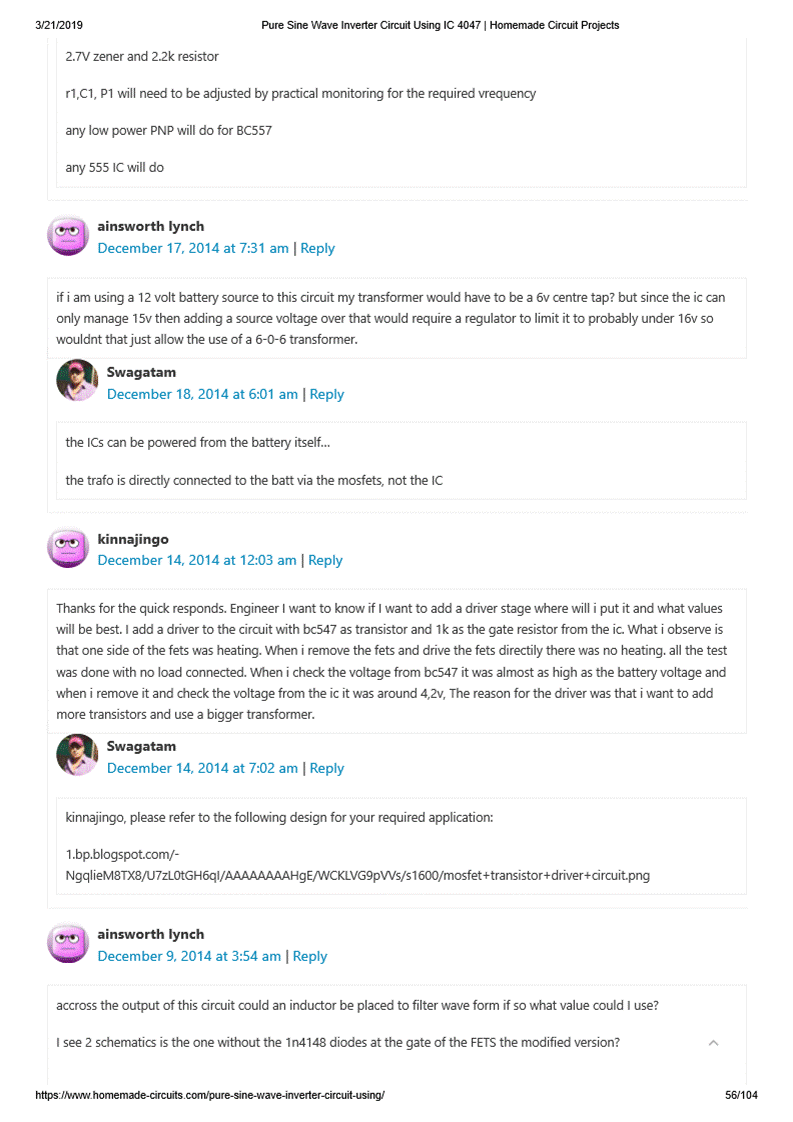 3/21/2019
Pure Sine Wave Inverter Circuit Using IC 4047 | Homemade Circuit Projects
2.7V zener and 2.2k resistor
r1,C1, P1 will need to be adjusted by practical monitoring for the required vrequency
any low power PNP will do for BC557
any 555 IC will do
ainsworth lynch
December 17, 2014 at 7:31 am | Reply
if i am using a 12 volt battery source to this circuit my transformer would have to be a 6v centre tap? but since the ic can
only manage 15v then adding a source voltage over that would require a regulator to limit it to probably under 16v so
wouldnt that just allow the use of a 6-0-6 transformer.
Swagatam
December 18, 2014 at 6:01 am | Reply
the ICs can be powered from the battery itself...
the trafo is directly connected to the batt via the mosfets, not the IC
kinnajingo
December 14, 2014 at 12:03 am | Reply
Thanks for the quick responds. Engineer I want to know if I want to add a driver stage where will i put it and what values
will be best. I add a driver to the circuit with bc547 as transistor and 1k as the gate resistor from the ic. What i observe is
that one side of the fets was heating. When i remove the fets and drive the fets directily there was no heating. all the test
was done with no load connected. When i check the voltage from bc547 it was almost as high as the battery voltage and
when i remove it and check the voltage from the ic it was around 4,2v, The reason for the driver was that i want to add
more transistors and use a bigger transformer.
Swagatam
December 14, 2014 at 7:02 am | Reply
kinnajingo, please refer to the following design for your required application:
1.bp.blogspot.com/-
NgqlieM8TX8/U7zL0tGH6qI/AAAAAAAAHgE/WCKLVG9pVVs/s1600/mosfet+transistor+driver+circuit.png
ainsworth lynch
December 9, 2014 at 3:54 am | Reply
accross the output of this circuit could an inductor be placed to filter wave form if so what value could I use?
I see 2 schematics is the one without the 1n4148 diodes at the gate of the FETS the modified version?
https://www.homemade-circuits.com/pure-sine-wave-inverter-circuit-using/
56/104